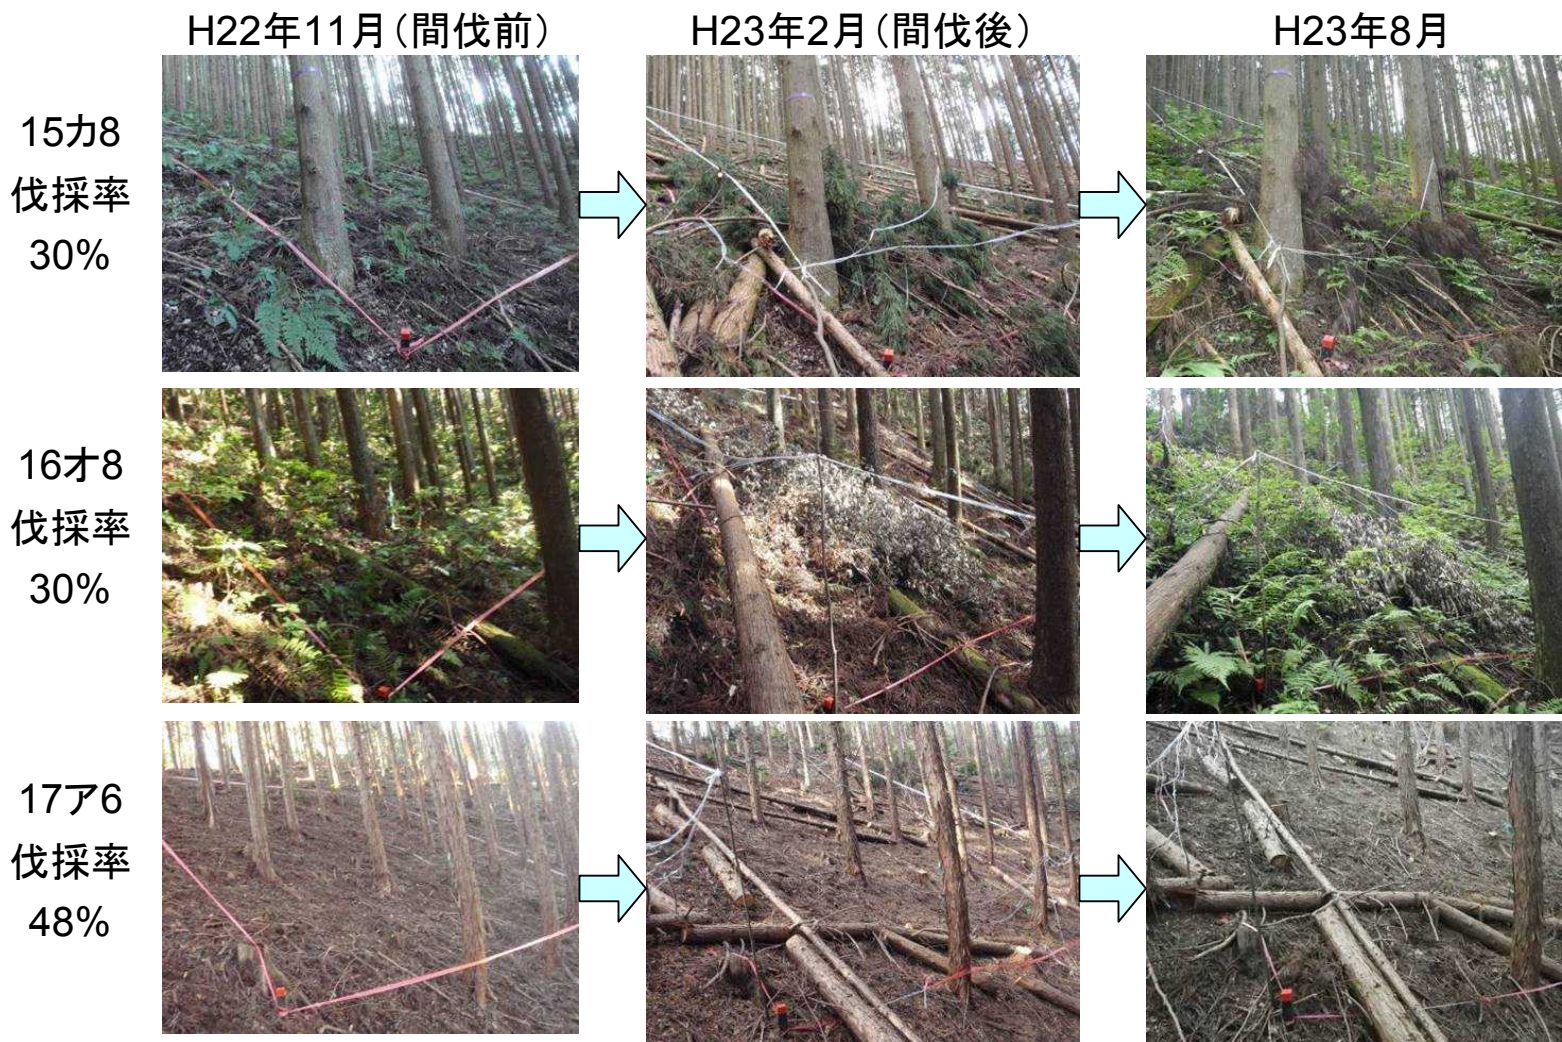 H22年11月（間伐前）
H23年2月（間伐後）
H23年8月
15カ8
伐採率
30%
16オ8
伐採率
30%
17ア6
伐採率
48%